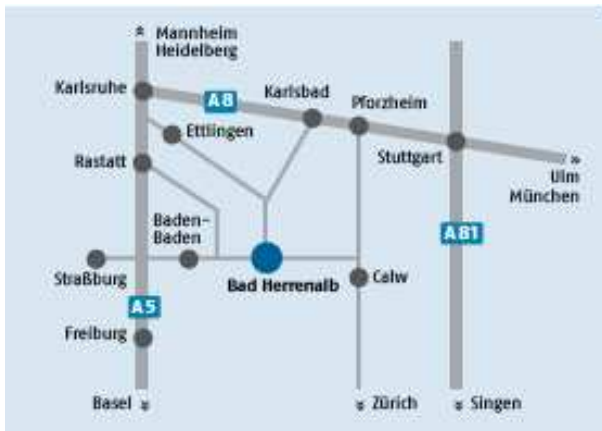 Mannheim
Heidelberg
Karlsruhe
A8
Karlsbad
Pforzheim
Ettlingen
Stuttgart
Rastatt
Ulm
München
Baden-
Baden
A81
Straßburg
Bad Herrenalb
Calw
A5
Freiburg
Basel
Zürich
Singen